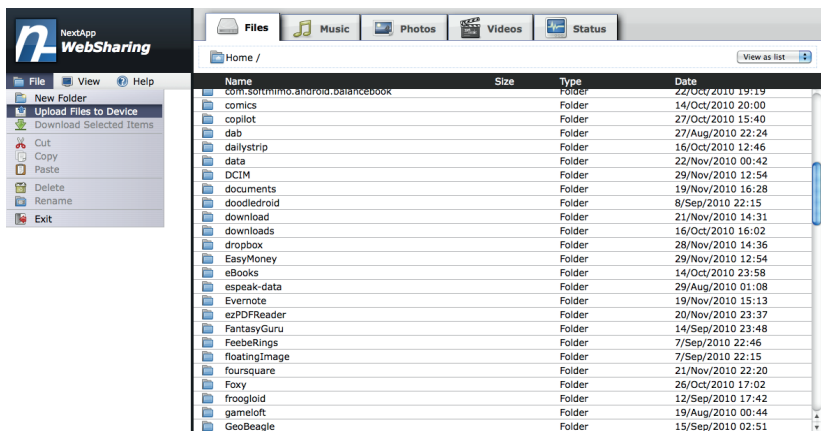 NextApp
WebSharing
Files Music Photos Videos Status
Home /
View as list
File View Help
New Folder
Upload Files to Device
Download Selected Items
Cut
Copy
Paste
Delete
Rename
Exit
Name Size Type Date
com.softmimo.android.balancebook Folder 22/Oct/2010 19:19
comics Folder 14/Oct/2010 20:00
copilot Folder 27/Oct/2010 15:40
dab Folder 27/Aug/2010 22:24
dailystrip Folder 16/Oct/2010 12:46
data Folder 22/Nov/2010 00:42
DCIM Folder 29/Nov/2010 12:54
documents Folder 19/Nov/2010 16:28
doodledroid Folder 8/Sep/2010 22:15
download Folder 21/Nov/2010 14:31
downloads Folder 16/Oct/2010 16:02
dropbox Folder 28/Nov/2010 14:36
EasyMoney Folder 29/Nov/2010 12:54
eBooks Folder 14/Oct/2010 23:58
espeak-data Folder 29/Aug/2010 01:08
Evernote Folder 19/Nov/2010 15:13
ezPDFReader Folder 20/Nov/2010 23:37
FantasyGuru Folder 14/Sep/2010 23:48
FeebeRings Folder 7/Sep/2010 22:46
floatingImage Folder 7/Sep/2010 22:15
foursquare Folder 21/Nov/2010 22:20
Foxy Folder 26/Oct/2010 17:02
froogloid Folder 12/Sep/2010 17:42
gameloft Folder 19/Aug/2010 00:44
GeoBeagle Folder 15/Sep/2010 02:51